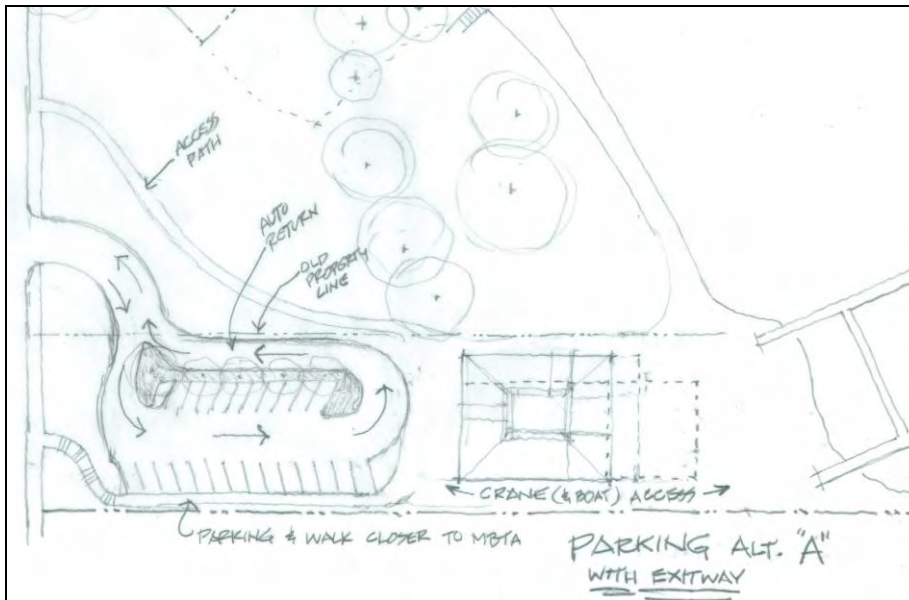 ACCESS
PATH
AUTO
RETURN
OLD
PROPERTY
LINE
CRANE (& BOAT) ACCESS
PARKING & WALK CLOSER TO MBTA
PARKING ALT. "A"
WITH EXITWAY